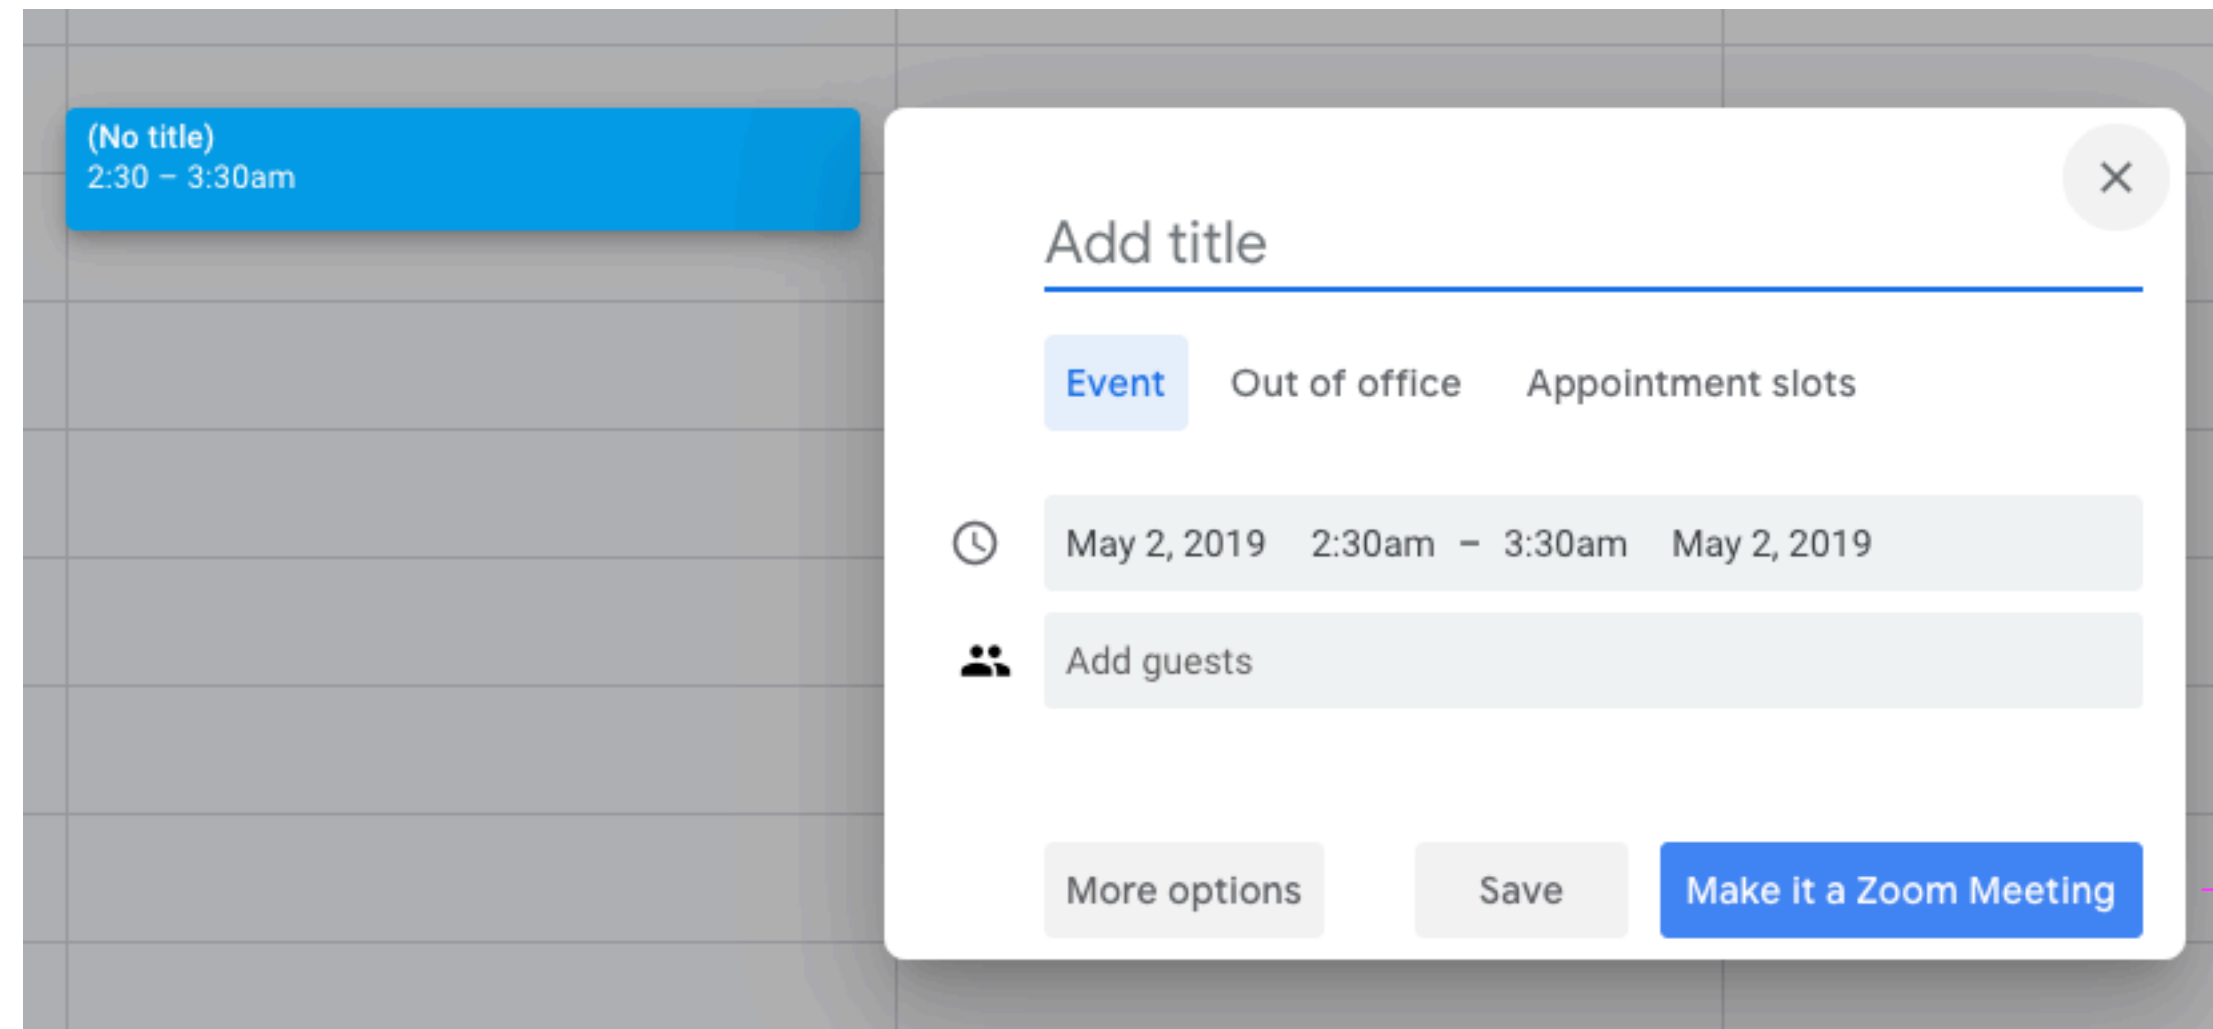 (No title)
2:30 – 3:30am
Add title
Event Out of office Appointment slots
May 2, 2019 2:30am – 3:30am May 2, 2019
Add guests
More options Save Make it a Zoom Meeting